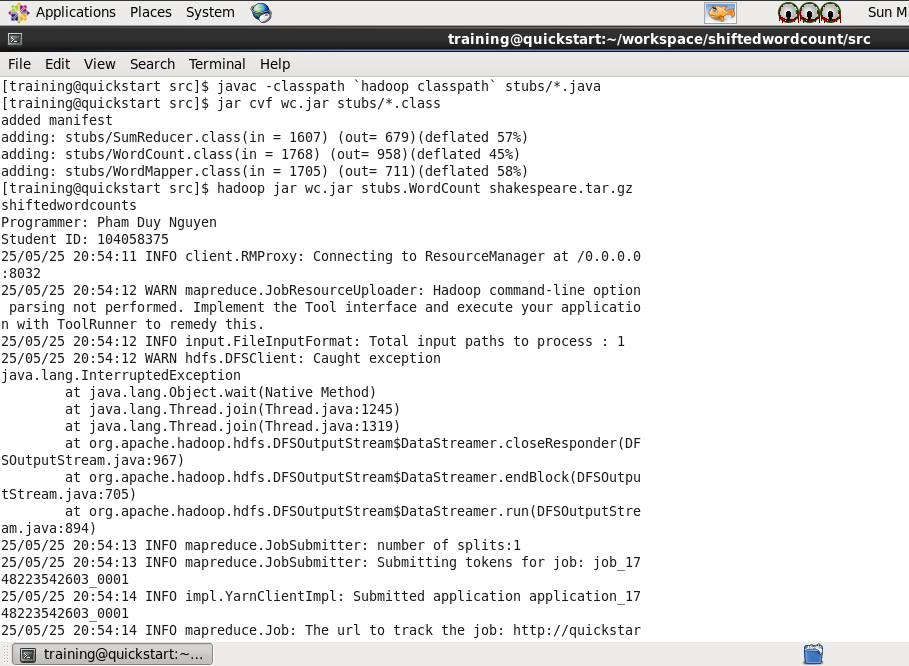 Applications Places System Sun M
training@quickstart:~/workspace/shiftedwordcount/src
File Edit View Search Terminal Help
[training@quickstart src]$ javac -classpath `hadoop classpath` stubs/*.java
[training@quickstart src]$ jar cvf wc.jar stubs/*.class
added manifest
adding: stubs/SumReducer.class(in = 1607) (out= 679)(deflated 57%)
adding: stubs/WordCount.class(in = 1768) (out= 958)(deflated 45%)
adding: stubs/WordMapper.class(in = 1705) (out= 711)(deflated 58%)
[training@quickstart src]$ hadoop jar wc.jar stubs.WordCount shakespeare.tar.gz
shiftedwordcounts
Programmer: Pham Duy Nguyen
Student ID: 104058375
25/05/25 20:54:11 INFO client.RMProxy: Connecting to ResourceManager at /0.0.0.0
:8032
25/05/25 20:54:12 WARN mapreduce.JobResourceUploader: Hadoop command-line option
 parsing not performed. Implement the Tool interface and execute your applicatio
n with ToolRunner to remedy this.
25/05/25 20:54:12 INFO input.FileInputFormat: Total input paths to process : 1
25/05/25 20:54:12 WARN hdfs.DFSClient: Caught exception
java.lang.InterruptedException
        at java.lang.Object.wait(Native Method)
        at java.lang.Thread.join(Thread.java:1245)
        at java.lang.Thread.join(Thread.java:1319)
        at org.apache.hadoop.hdfs.DFSOutputStream$DataStreamer.closeResponder(DF
SOutputStream.java:967)
        at org.apache.hadoop.hdfs.DFSOutputStream$DataStreamer.endBlock(DFSOutpu
tStream.java:705)
        at org.apache.hadoop.hdfs.DFSOutputStream$DataStreamer.run(DFSOutputStre
am.java:894)
25/05/25 20:54:13 INFO mapreduce.JobSubmitter: number of splits:1
25/05/25 20:54:13 INFO mapreduce.JobSubmitter: Submitting tokens for job: job_17
48223542603_0001
25/05/25 20:54:14 INFO impl.YarnClientImpl: Submitted application application_17
48223542603_0001
25/05/25 20:54:14 INFO mapreduce.Job: The url to track the job: http://quickstar
training@quickstart:~...